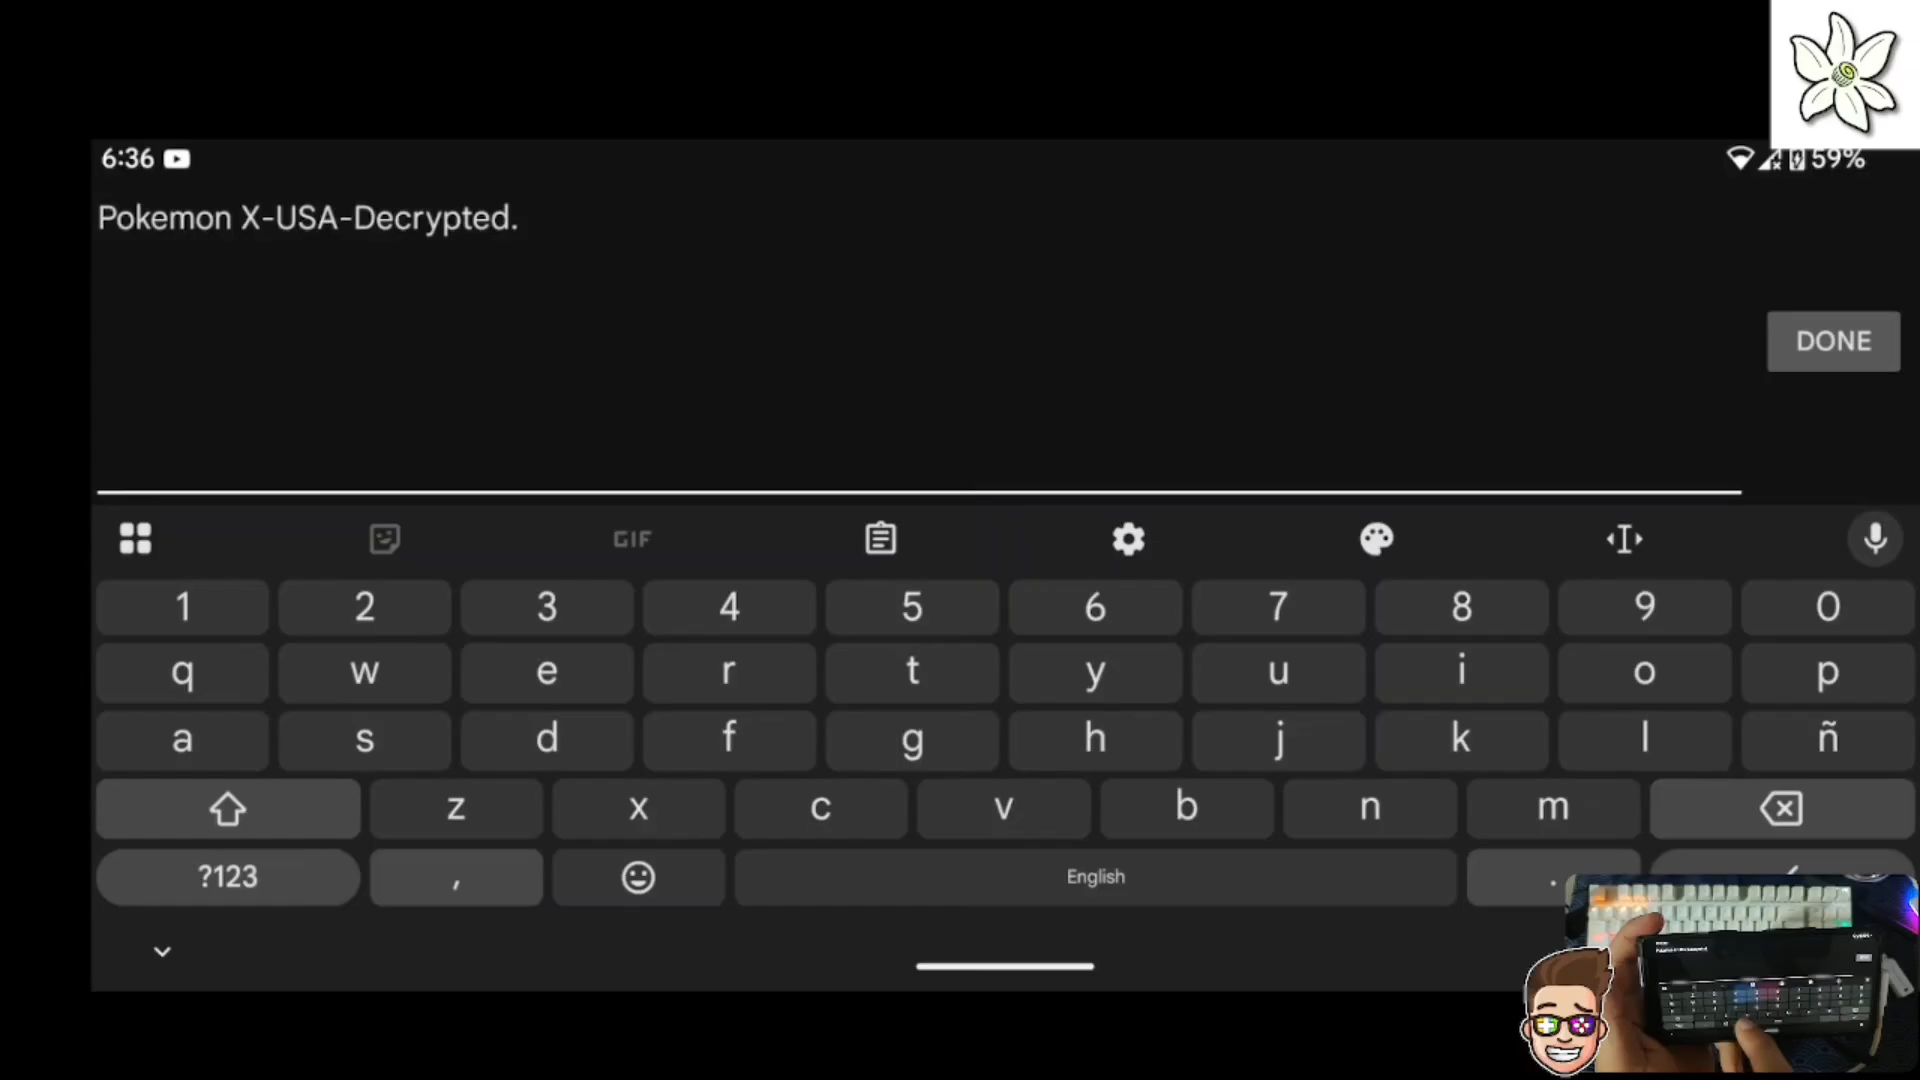 6:36
59%
Pokemon X-USA-Decrypted.
DONE
GIF
1 2 3 4 5 6 7 8 9 0
q w e r t y u i o p
a s d f g h j k l ñ
z x c v b n m
?123 , English .